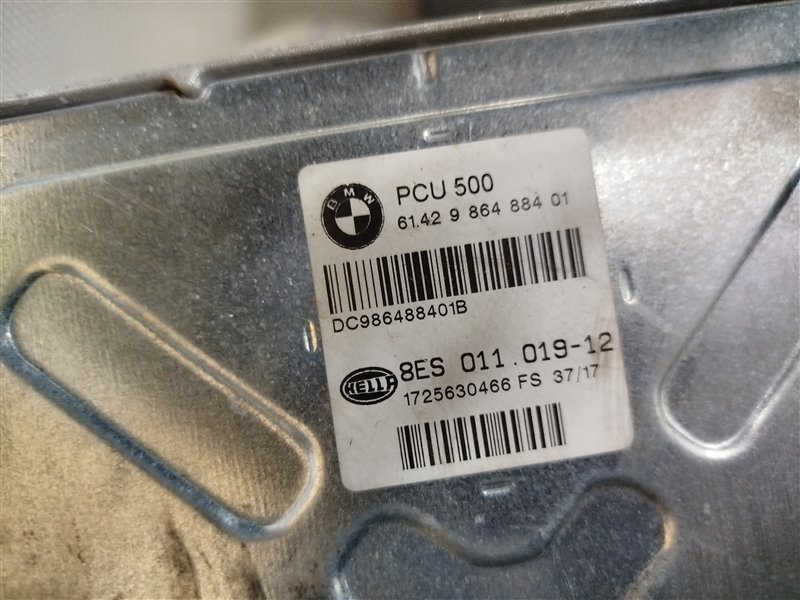 BMW
PCU 500
61.42 9 864 884 01
DC986488401B
HELLA
8ES 011.019-12
1725630466 FS 37/17